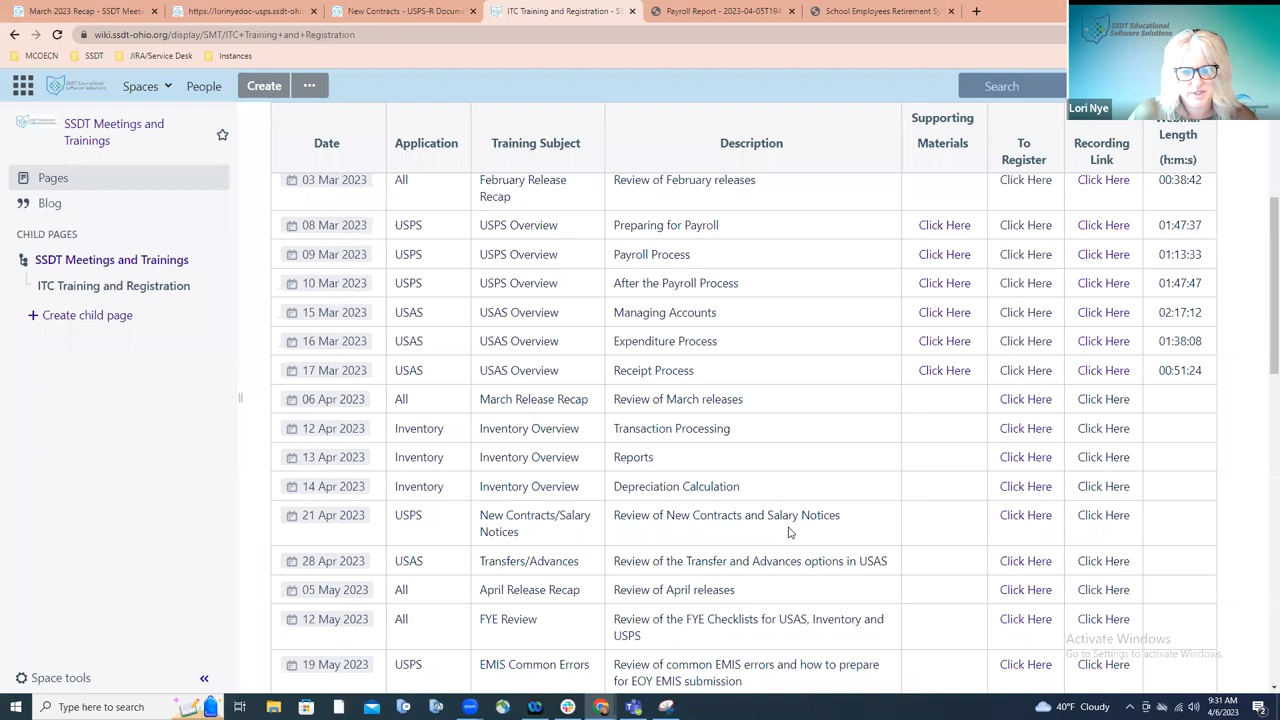 March 2023 Release - SSDT Meet
https://lorinyedoc-usps.ssdt-ohio
New Contracts - USPS-R Docum
ITC Training and Registration - SS
Payroll Report - 2023-04-05T194
School Employees Retirement Sy
wiki.ssdt-ohio.org/display/SMT/ITC+Training+and+Registration
MCOECN SSDT JIRA/Service Desk Instances
SSDT Educational
Software Solutions
Lori Nye
Spaces People Create ••• Search
SSDT Meetings and
Trainings
Pages
Blog
CHILD PAGES
SSDT Meetings and Trainings
ITC Training and Registration
+ Create child page
Space tools «
Date Application Training Subject Description Supporting Materials To Register Recording Link Webinar Length (h:m:s)
03 Mar 2023 All February Release Recap Review of February releases Click Here Click Here 00:38:42
08 Mar 2023 USPS USPS Overview Preparing for Payroll Click Here Click Here Click Here 01:47:37
09 Mar 2023 USPS USPS Overview Payroll Process Click Here Click Here Click Here 01:13:33
10 Mar 2023 USPS USPS Overview After the Payroll Process Click Here Click Here Click Here 01:47:47
15 Mar 2023 USAS USAS Overview Managing Accounts Click Here Click Here Click Here 02:17:12
16 Mar 2023 USAS USAS Overview Expenditure Process Click Here Click Here Click Here 01:38:08
17 Mar 2023 USAS USAS Overview Receipt Process Click Here Click Here Click Here 00:51:24
06 Apr 2023 All March Release Recap Review of March releases Click Here Click Here
12 Apr 2023 Inventory Inventory Overview Transaction Processing Click Here Click Here
13 Apr 2023 Inventory Inventory Overview Reports Click Here Click Here
14 Apr 2023 Inventory Inventory Overview Depreciation Calculation Click Here Click Here
21 Apr 2023 USPS New Contracts/Salary Notices Review of New Contracts and Salary Notices Click Here Click Here
28 Apr 2023 USAS Transfers/Advances Review of the Transfer and Advances options in USAS Click Here Click Here
05 May 2023 All April Release Recap Review of April releases Click Here Click Here
12 May 2023 All FYE Review Review of the FYE Checklists for USAS, Inventory and USPS Click Here Click Here
19 May 2023 USPS EMIS Common Errors Review of common EMIS errors and how to prepare for EOY EMIS submission Click Here Click Here
Activate Windows
Go to Settings to activate Windows.
Type here to search
40°F Cloudy
9:31 AM
4/6/2023